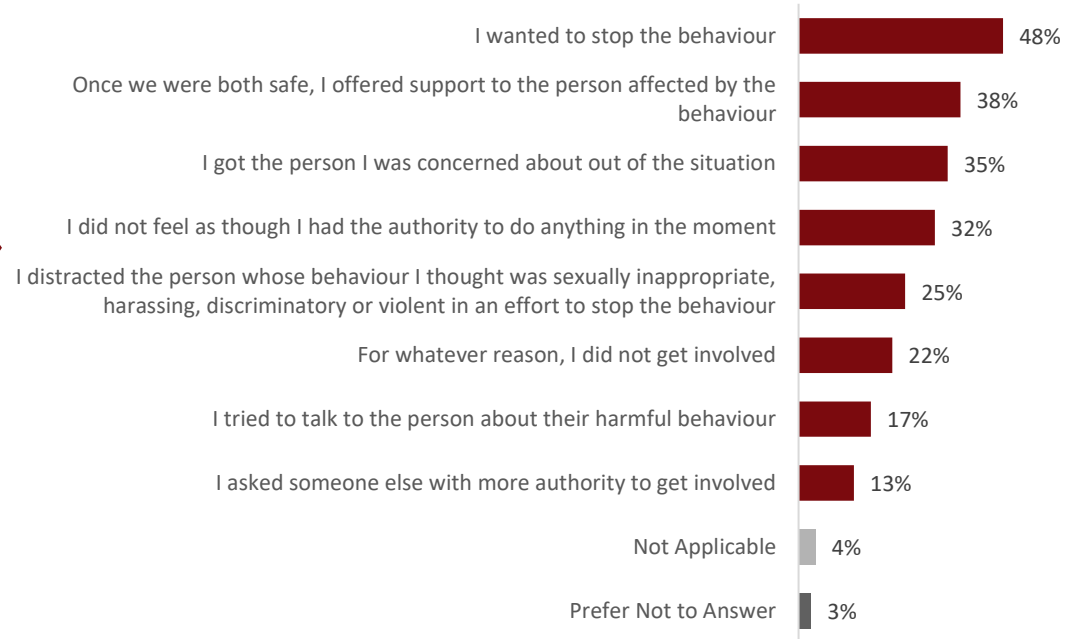 I wanted to stop the behaviour 48%
Once we were both safe, I offered support to the person affected by the
behaviour 38%
I got the person I was concerned about out of the situation 35%
I did not feel as though I had the authority to do anything in the moment 32%
I distracted the person whose behaviour I thought was sexually inappropriate,
harassing, discriminatory or violent in an effort to stop the behaviour 25%
For whatever reason, I did not get involved 22%
I tried to talk to the person about their harmful behaviour 17%
I asked someone else with more authority to get involved 13%
Not Applicable 4%
Prefer Not to Answer 3%